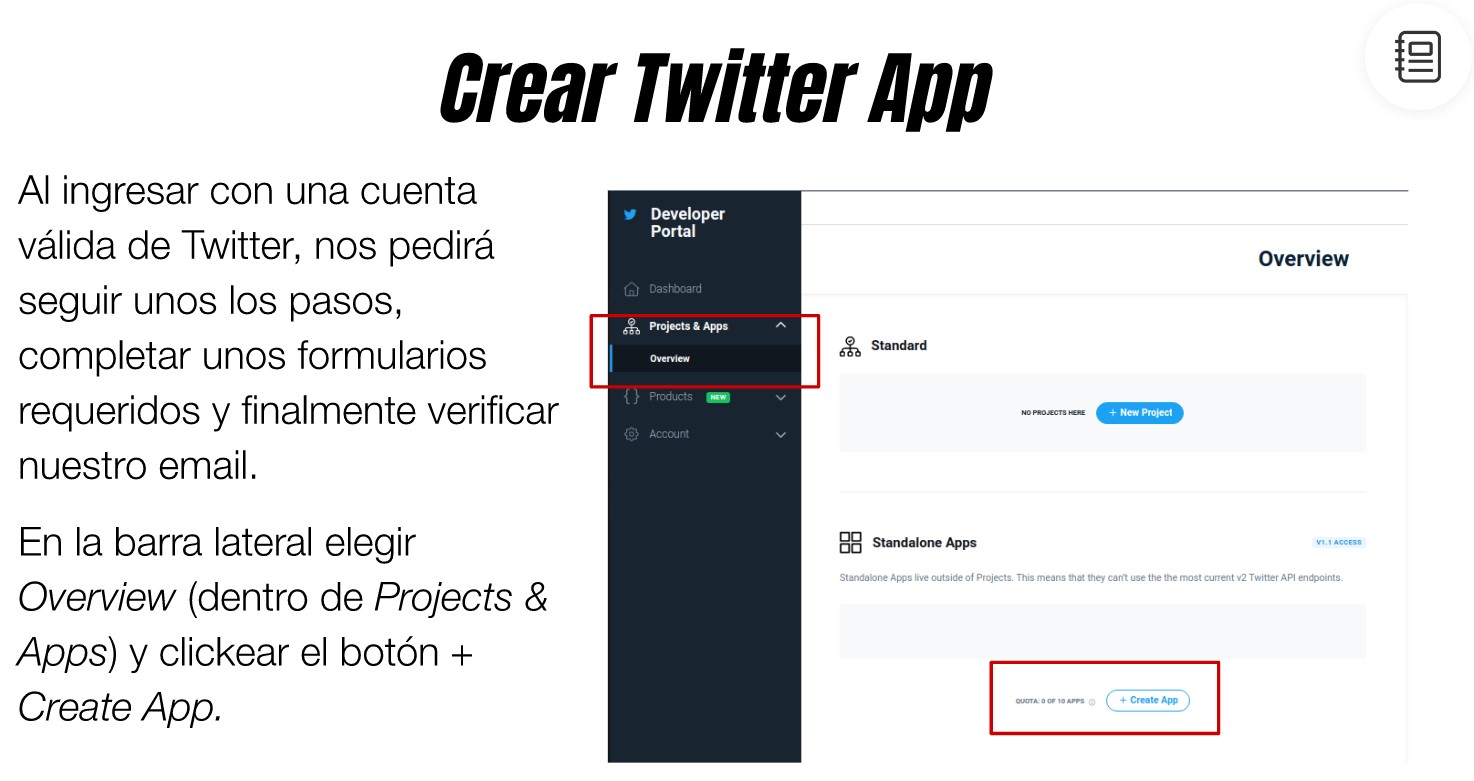 Crear Twitter App
Al ingresar con una cuenta
válida de Twitter, nos pedirá
seguir unos los pasos,
completar unos formularios
requeridos y finalmente verificar
nuestro email.
En la barra lateral elegir
Overview (dentro de Projects &
Apps) y clickear el botón +
Create App.
Developer
Portal
Dashboard
Projects & Apps
Overview
Products NEW
Account
Overview
Standard
NO PROJECTS HERE + New Project
Standalone Apps V1.1 ACCESS
Standalone Apps live outside of Projects. This means that they can't use the the most current v2 Twitter API endpoints.
QUOTA: 0 OF 10 APPS + Create App